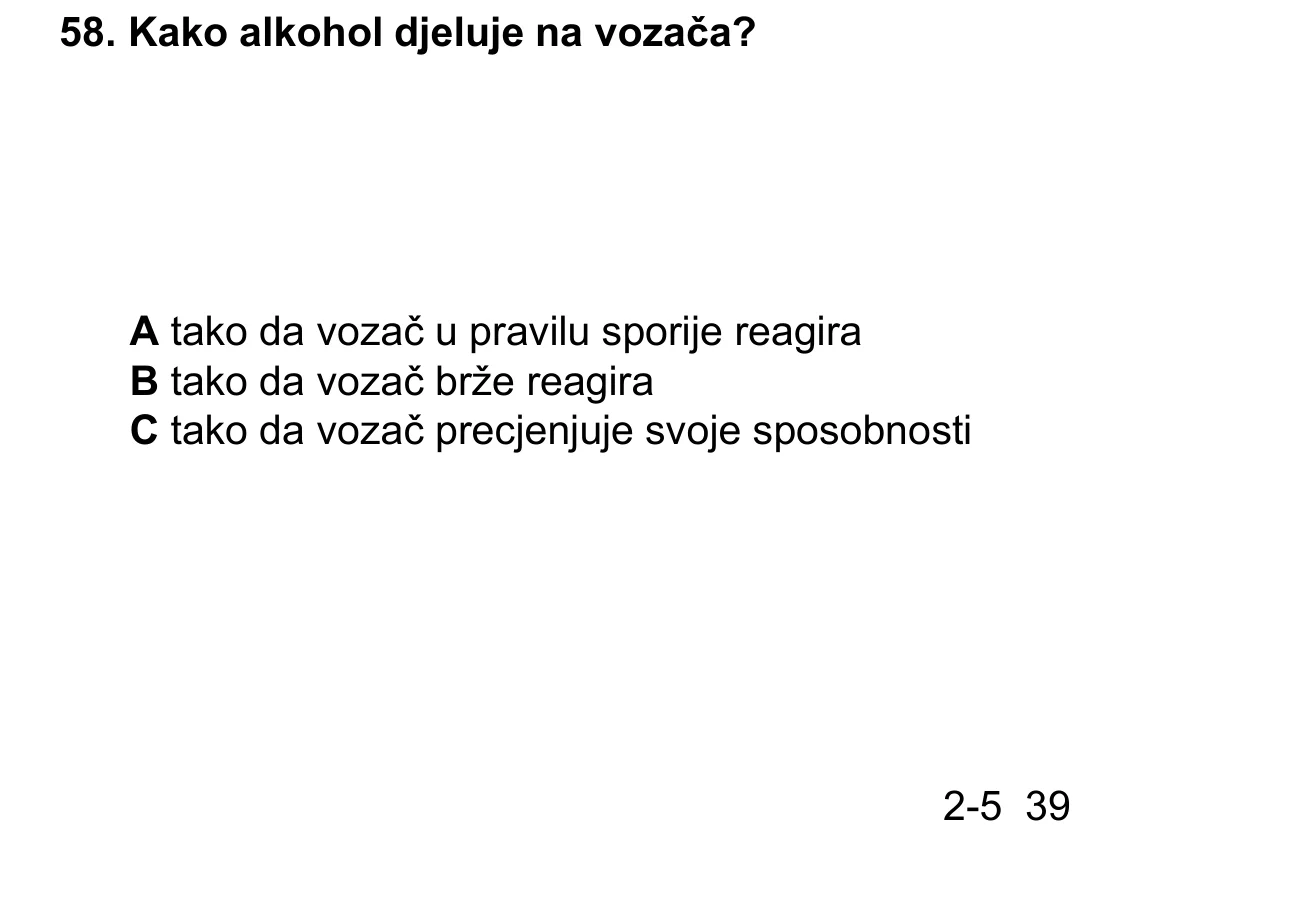 58. Kako alkohol djeluje na vozača?
A tako da vozač u pravilu sporije reagira
B tako da vozač brže reagira
C tako da vozač precjenjuje svoje sposobnosti
2-5 39